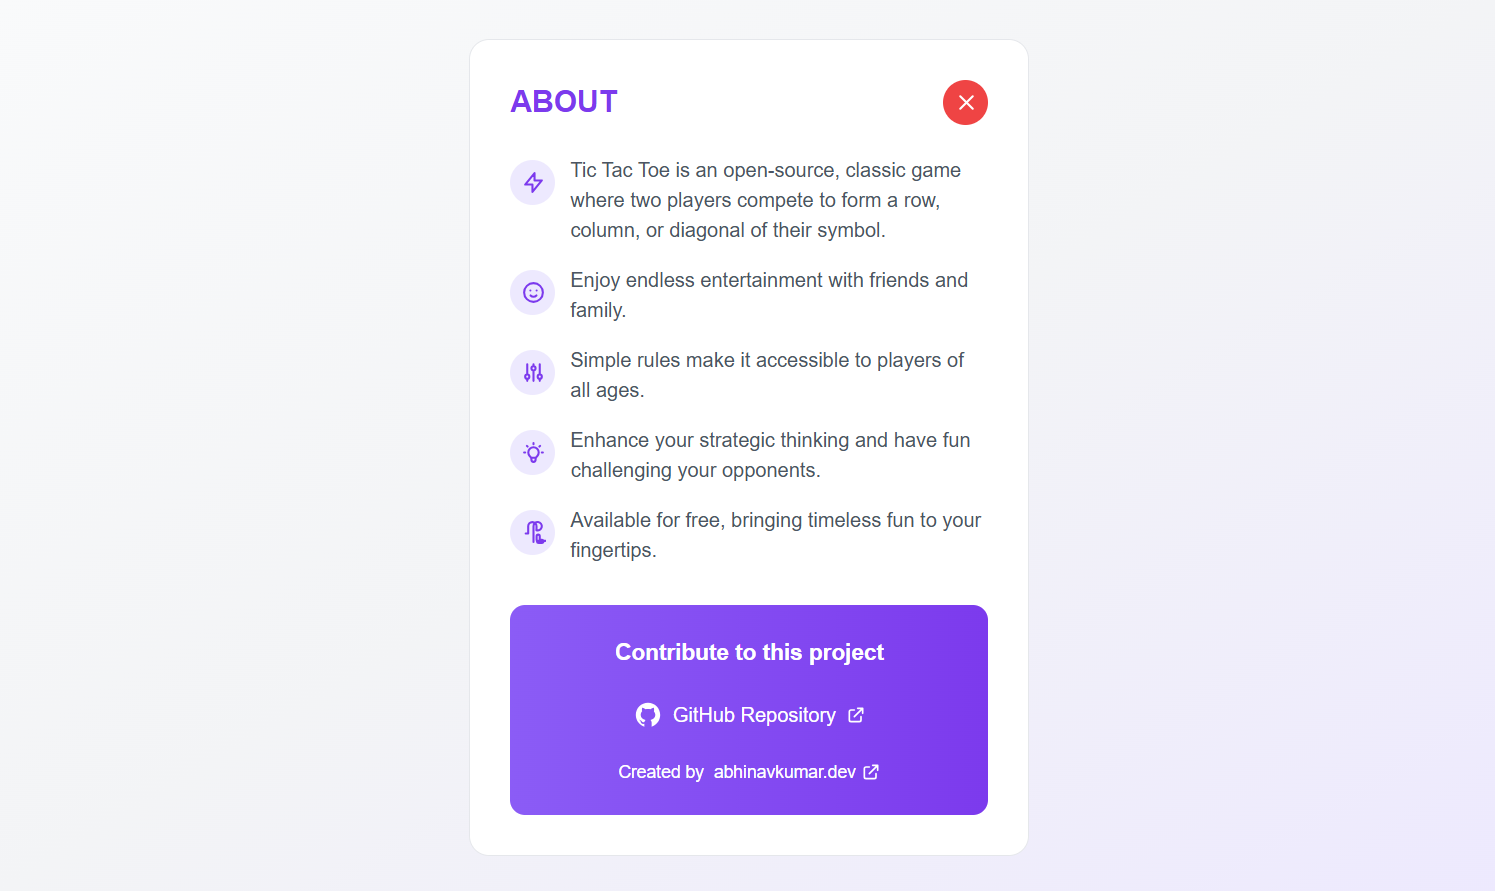 ABOUT
Tic Tac Toe is an open-source, classic game
where two players compete to form a row,
column, or diagonal of their symbol.
Enjoy endless entertainment with friends and
family.
Simple rules make it accessible to players of
all ages.
Enhance your strategic thinking and have fun
challenging your opponents.
Available for free, bringing timeless fun to your
fingertips.
Contribute to this project
GitHub Repository
Created by abhinavkumar.dev